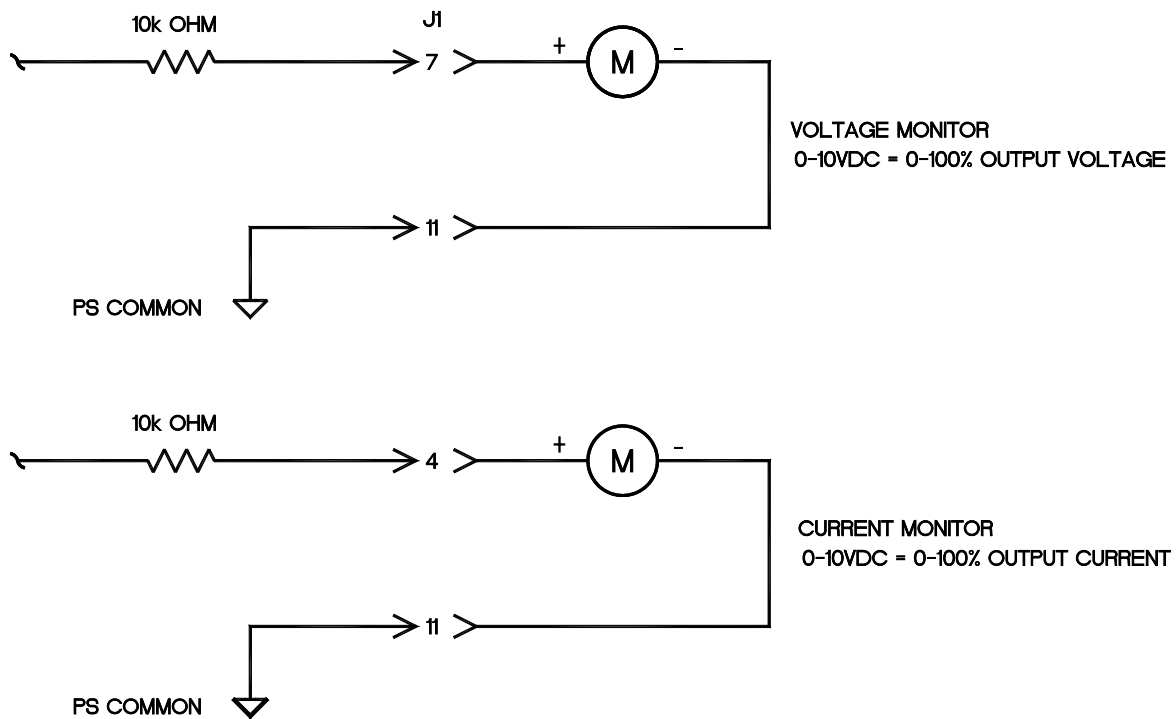 10k OHM
J1
7
+
M
-
VOLTAGE MONITOR
0-10VDC = 0-100% OUTPUT VOLTAGE
11
PS COMMON
10k OHM
4
+
M
-
CURRENT MONITOR
0-10VDC = 0-100% OUTPUT CURRENT
11
PS COMMON